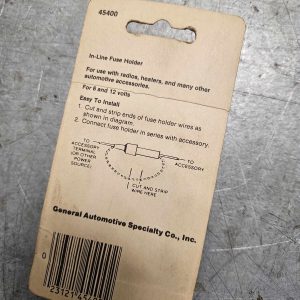 45400
In-Line Fuse Holder
For use with radios, heaters, and many other
automotive accessories.
For 6 and 12 volts
Easy To Install
1. Cut and strip ends of fuse holder wires as
shown in diagram.
2. Connect fuse holder in series with accessory.
TO
ACCESSORY
TERMINAL
(OR OTHER
POWER
SOURCE)
TO
ACCESSORY
CUT AND STRIP
WIRE HERE
General Automotive Specialty Co., Inc.
0